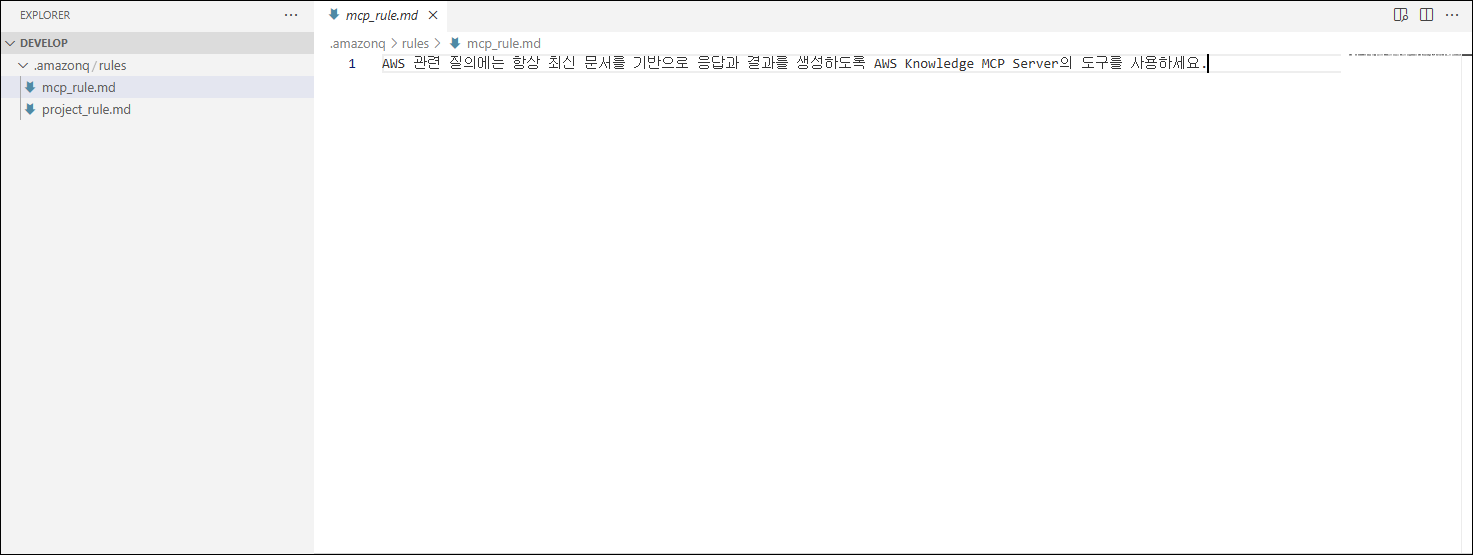 EXPLORER
···
mcp_rule.md
···
DEVELOP
.amazonq > rules > mcp_rule.md
.amazonq / rules
1 AWS 관련 질의에는 항상 최신 문서를 기반으로 응답과 결과를 생성하도록 AWS Knowledge MCP Server의 도구를 사용하세요.
mcp_rule.md
project_rule.md